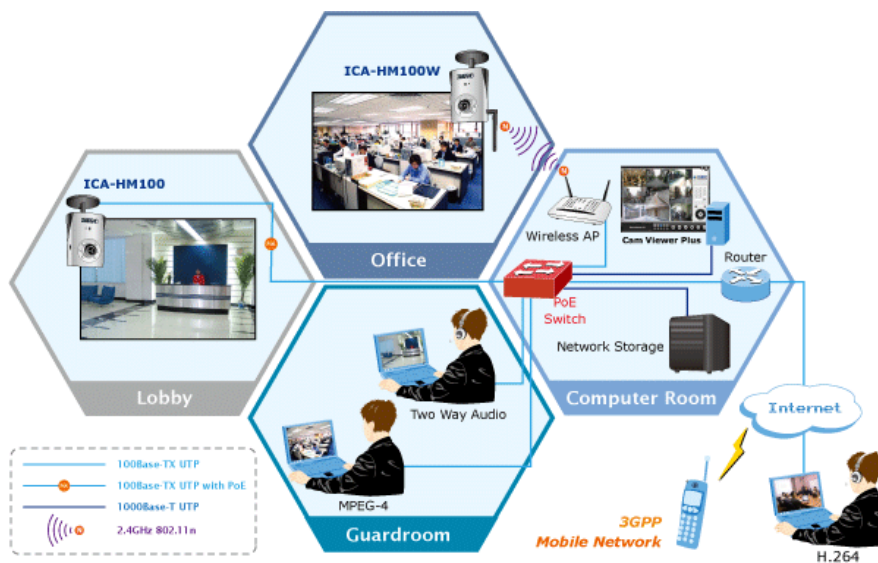 ICA-HM100W
ICA-HM100
Office
Lobby
Wireless AP
Cam Viewer Plus
Router
PoE
Switch
Network Storage
Computer Room
Two Way Audio
MPEG-4
Guardroom
Internet
3GPP
Mobile Network
H.264
100Base-TX UTP
100Base-TX UTP with PoE
1000Base-T UTP
2.4GHz 802.11n
N
N
N